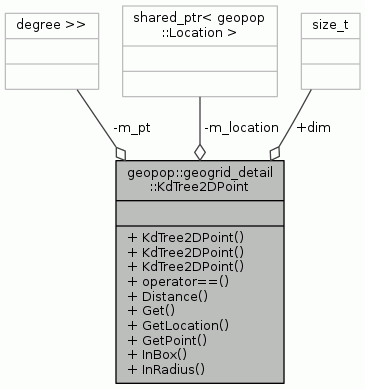 degree >>
shared_ptr< geopop
::Location >
size_t
-m_pt
-m_location
+dim
geopop::geogrid_detail
::KdTree2DPoint
+ KdTree2DPoint()
+ KdTree2DPoint()
+ KdTree2DPoint()
+ operator==()
+ Distance()
+ Get()
+ GetLocation()
+ GetPoint()
+ InBox()
+ InRadius()